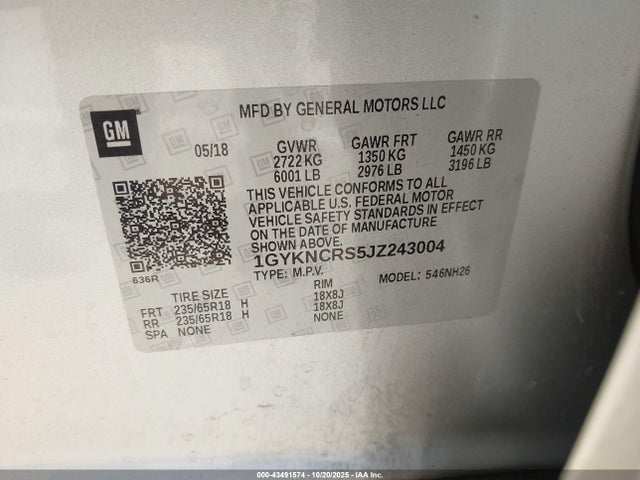 MFD BY GENERAL MOTORS LLC
GM
05/18 GVWR GAWR FRT GAWR RR
2722 KG 1350 KG 1450 KG
6001 LB 2976 LB 3196 LB
THIS VEHICLE CONFORMS TO ALL
APPLICABLE U.S. FEDERAL MOTOR
VEHICLE SAFETY STANDARDS IN EFFECT
ON THE DATE OF MANUFACTURE
SHOWN ABOVE.
1GYKNCRS5JZ243004
636R TYPE: M.P.V. MODEL: 546NH26
TIRE SIZE RIM
FRT 235/65R18 H 18X8J
RR 235/65R18 H 18X8J
SPA NONE NONE
000-43491574 | 10/20/2025 - IAA Inc.